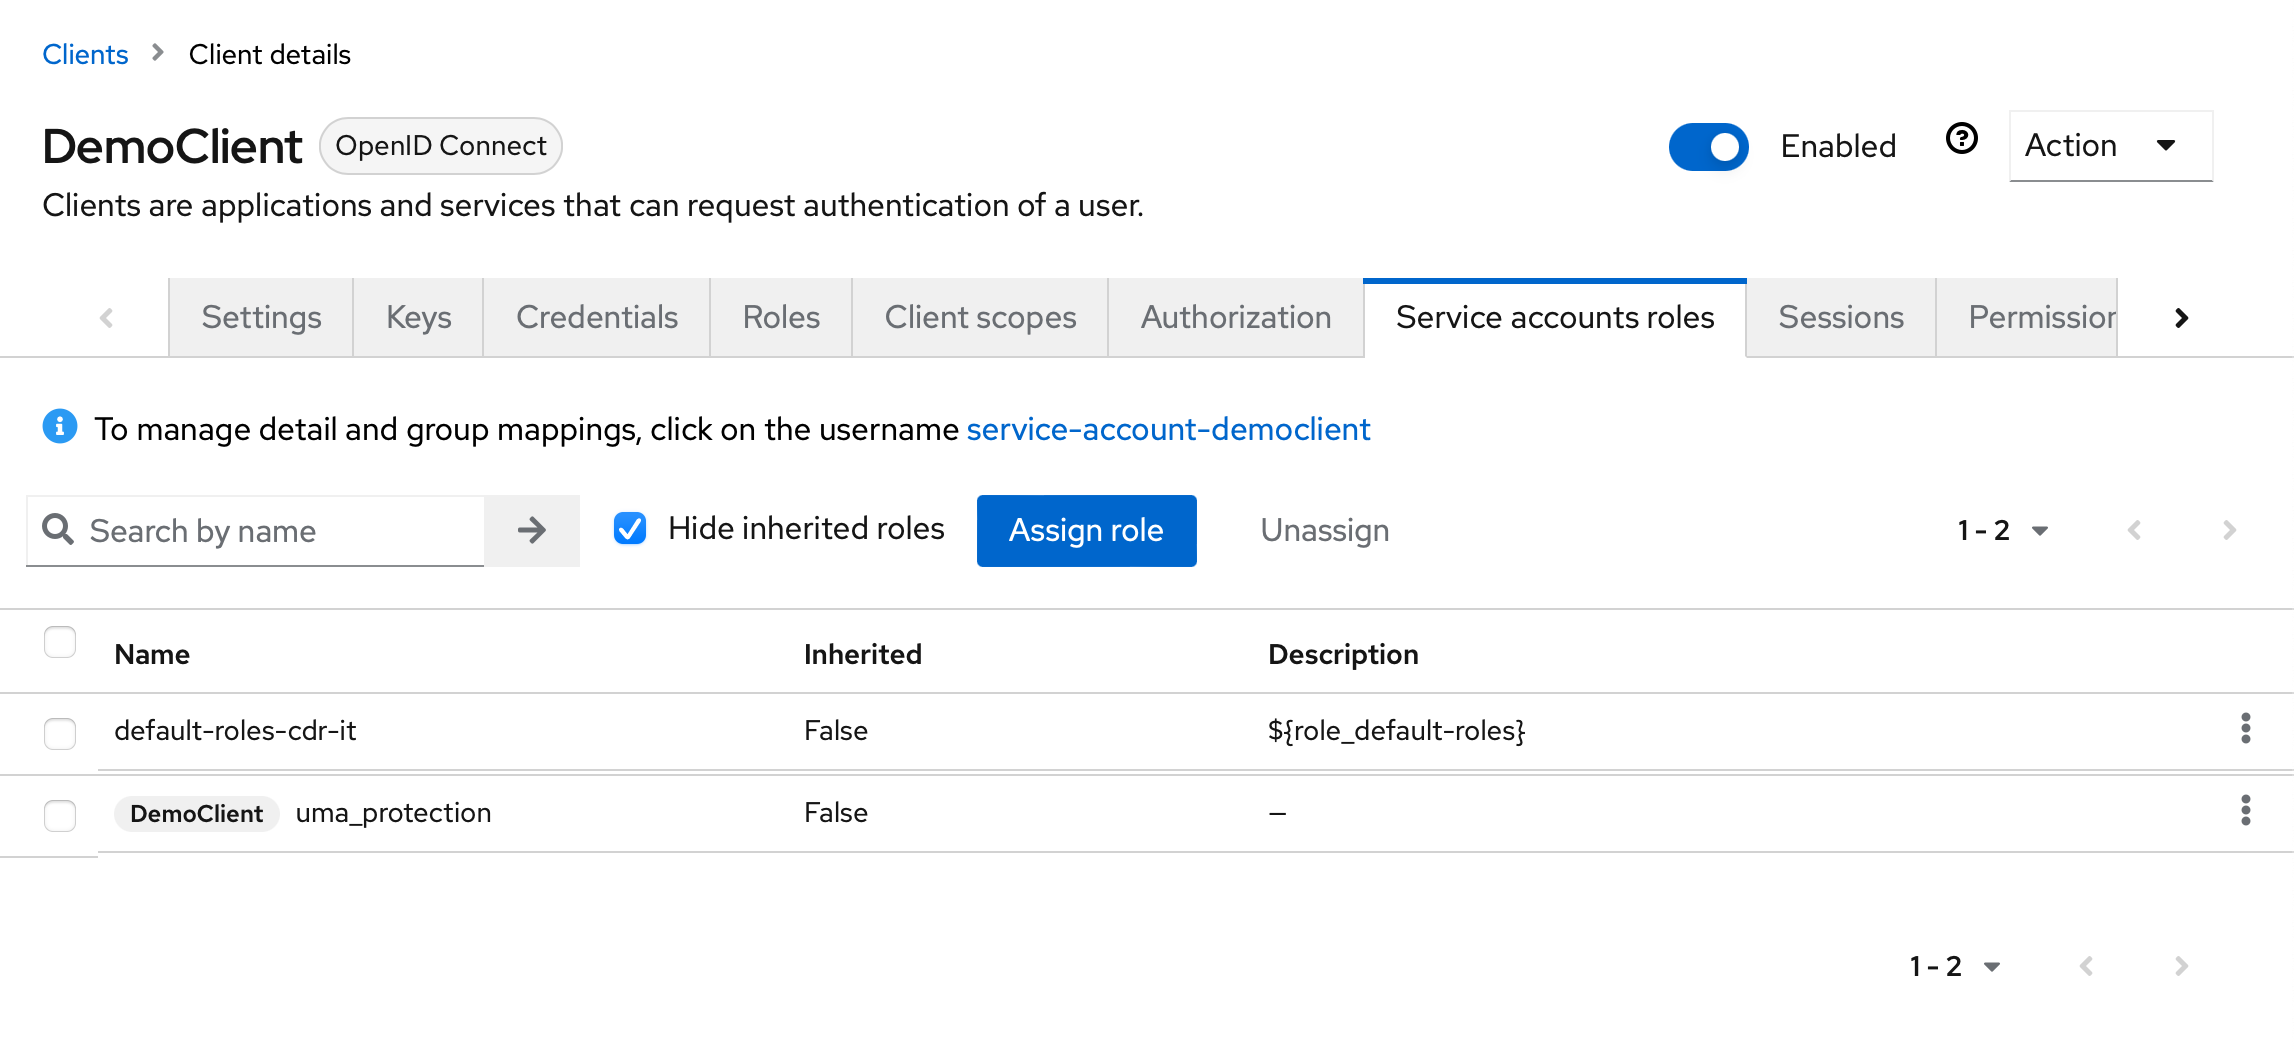 Clients > Client details
DemoClient OpenID Connect Enabled Action
Clients are applications and services that can request authentication of a user.
Settings Keys Credentials Roles Client scopes Authorization Service accounts roles Sessions Permission
To manage detail and group mappings, click on the username service-account-democlient
Search by name Hide inherited roles Assign role Unassign 1 - 2
Name Inherited Description
default-roles-cdr-it False ${role_default-roles}
DemoClient uma_protection False —
1 - 2